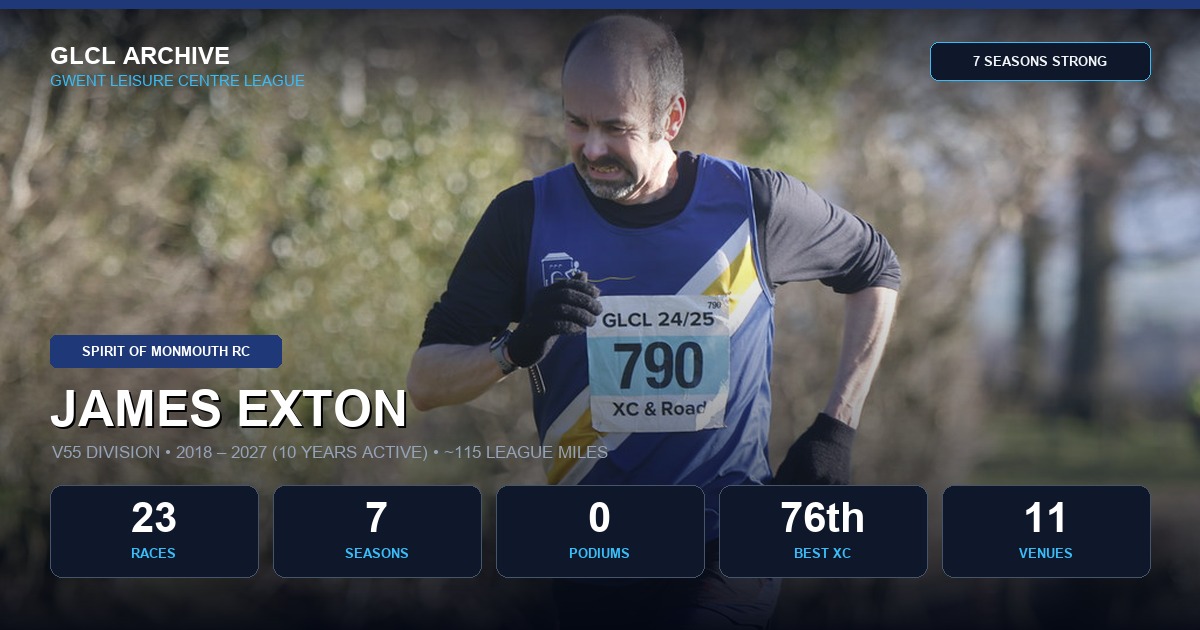 GLCL ARCHIVE
GWENT LEISURE CENTRE LEAGUE
7 SEASONS STRONG
790
GLCL 24/25
790
XC & Road
SPIRIT OF MONMOUTH RC
JAMES EXTON
V55 DIVISION • 2018 – 2027 (10 YEARS ACTIVE) • ~115 LEAGUE MILES
23
RACES
7
SEASONS
0
PODIUMS
76th
BEST XC
11
VENUES